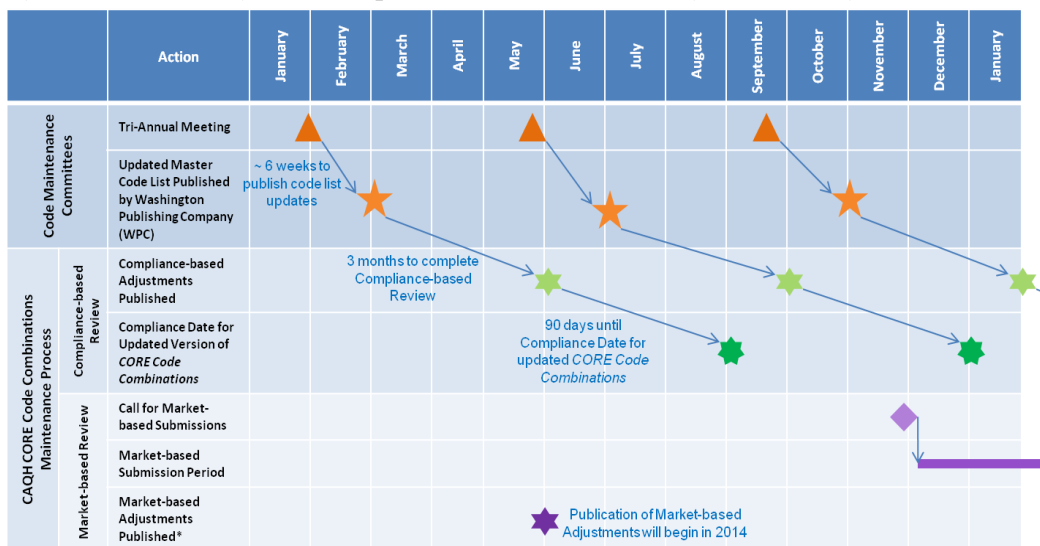 Action
January
February
March
April
May
June
July
August
September
October
November
December
January
Code Maintenance
Committees
Tri-Annual Meeting
Updated Master
Code List Published
by Washington
Publishing Company
(WPC)
~ 6 weeks to
publish code list
updates
CAQH CORE Code Combinations
Maintenance Process
Compliance-based
Review
Compliance-based
Adjustments
Published
3 months to complete
Compliance-based
Review
Compliance Date for
Updated Version of
CORE Code
Combinations
90 days until
Compliance Date for
updated CORE Code
Combinations
Market-based Review
Call for Market-
based Submissions
Market-based
Submission Period
Market-based
Adjustments
Published*
Publication of Market-based
Adjustments will begin in 2014